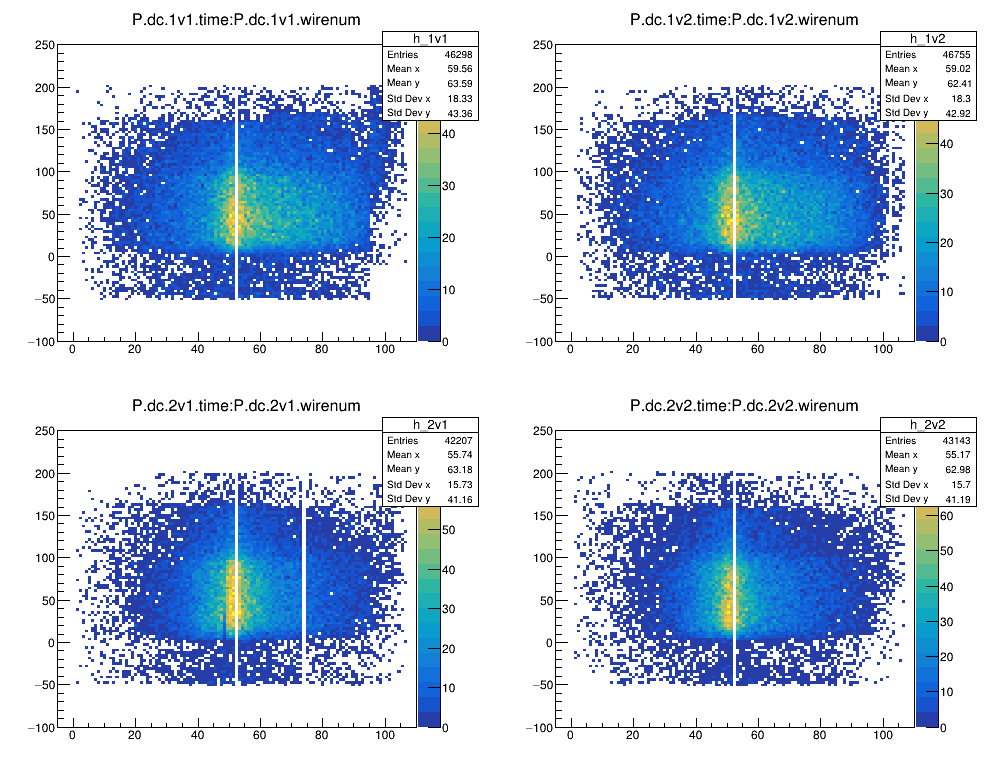 P.dc.1v1.time:P.dc.1v1.wirenum
h_1v1
Entries 46298
Mean x 59.56
Mean y 63.59
Std Dev x 18.33
Std Dev y 43.36
250
200
150
100
50
0
−50
−100
0 20 40 60 80 100
40
30
20
10
0
P.dc.1v2.time:P.dc.1v2.wirenum
h_1v2
Entries 46755
Mean x 59.02
Mean y 62.41
Std Dev x 18.3
Std Dev y 42.92
250
200
150
100
50
0
−50
−100
0 20 40 60 80 100
40
30
20
10
0
P.dc.2v1.time:P.dc.2v1.wirenum
h_2v1
Entries 42207
Mean x 55.74
Mean y 63.18
Std Dev x 15.73
Std Dev y 41.16
250
200
150
100
50
0
−50
−100
0 20 40 60 80 100
50
40
30
20
10
0
P.dc.2v2.time:P.dc.2v2.wirenum
h_2v2
Entries 43143
Mean x 55.17
Mean y 62.98
Std Dev x 15.7
Std Dev y 41.19
250
200
150
100
50
0
−50
−100
0 20 40 60 80 100
60
50
40
30
20
10
0